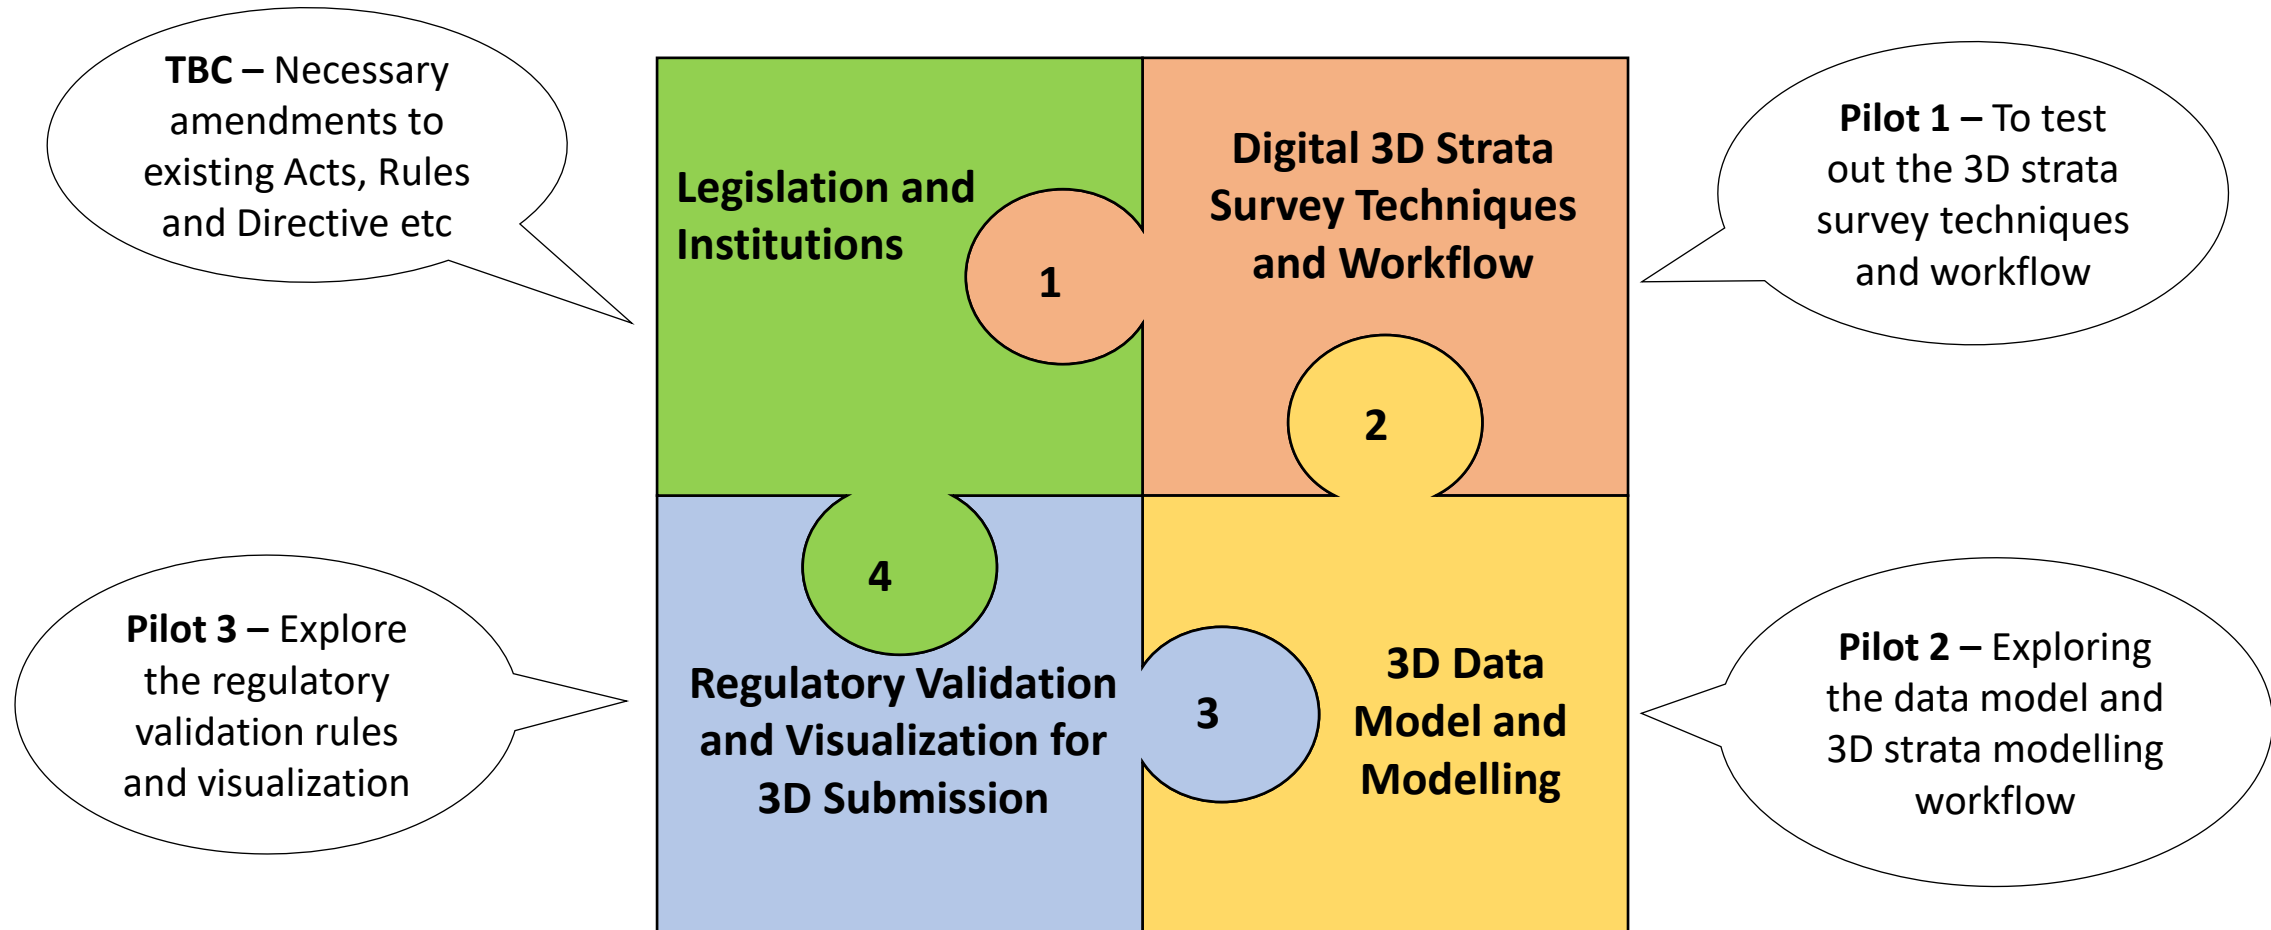 TBC – Necessary
amendments to
existing Acts, Rules
and Directive etc
Legislation and
Institutions
1
Digital 3D Strata
Survey Techniques
and Workflow
2
Pilot 1 – To test
out the 3D strata
survey techniques
and workflow
Pilot 3 – Explore
the regulatory
validation rules
and visualization
4
Regulatory Validation
and Visualization for
3D Submission
3
3D Data
Model and
Modelling
Pilot 2 – Exploring
the data model and
3D strata modelling
workflow